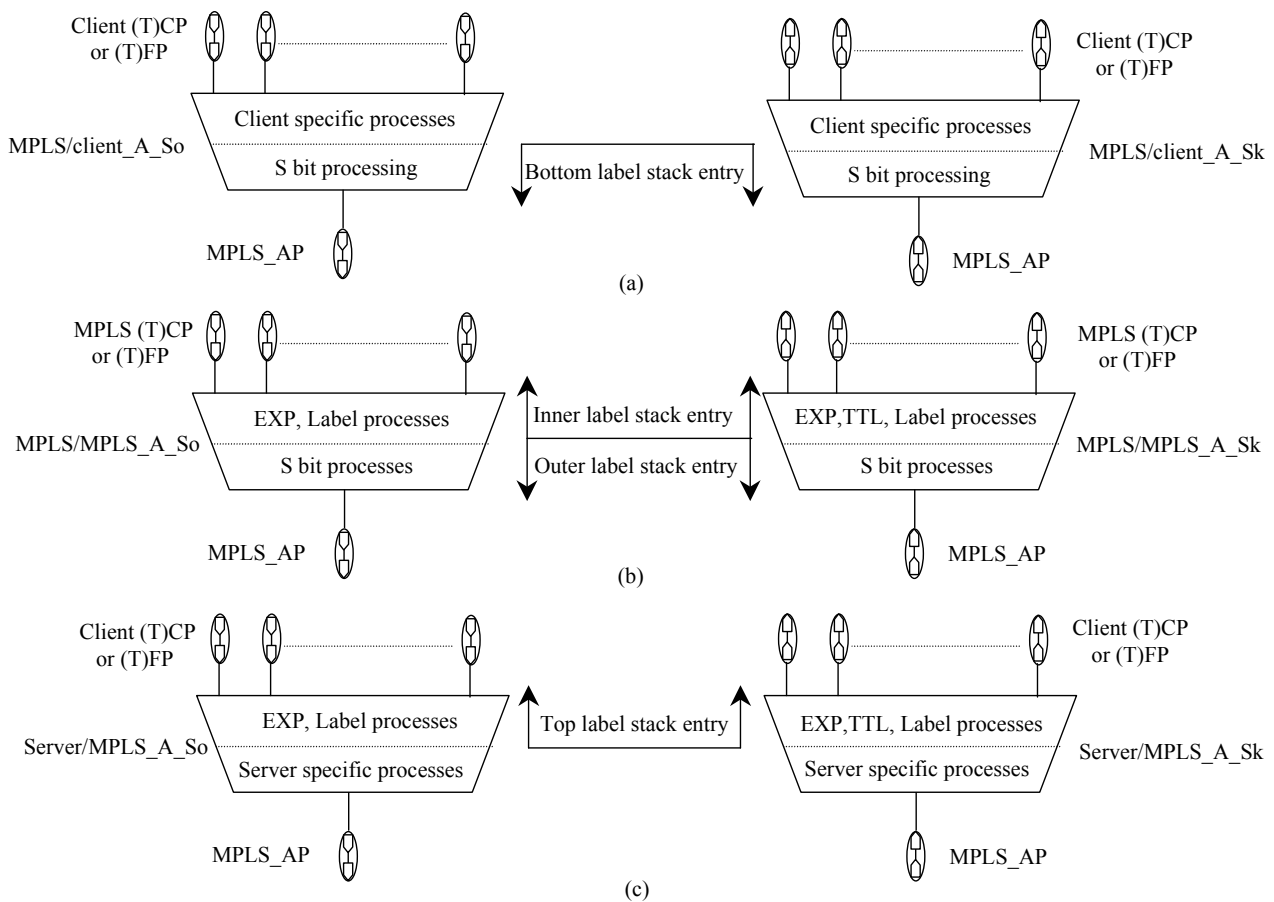 Client (T)CP
or (T)FP
Client (T)CP
or (T)FP
Client specific processes
Client specific processes
MPLS/client_A_So
MPLS/client_A_Sk
S bit processing
Bottom label stack entry
S bit processing
MPLS_AP
MPLS_AP
(a)
MPLS (T)CP
or (T)FP
MPLS (T)CP
or (T)FP
EXP, Label processes
Inner label stack entry
EXP,TTL, Label processes
MPLS/MPLS_A_So
MPLS/MPLS_A_Sk
S bit processes
Outer label stack entry
S bit processes
MPLS_AP
MPLS_AP
(b)
Client (T)CP
or (T)FP
Client (T)CP
or (T)FP
EXP, Label processes
Top label stack entry
EXP,TTL, Label processes
Server/MPLS_A_So
Server/MPLS_A_Sk
Server specific processes
Server specific processes
MPLS_AP
MPLS_AP
(c)